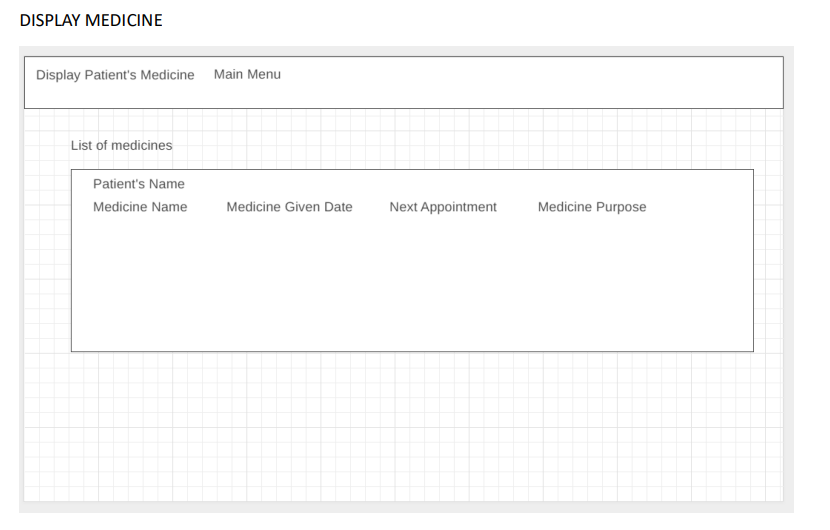 DISPLAY MEDICINE
Display Patient's Medicine Main Menu
List of medicines
Patient's Name
Medicine Name Medicine Given Date Next Appointment Medicine Purpose